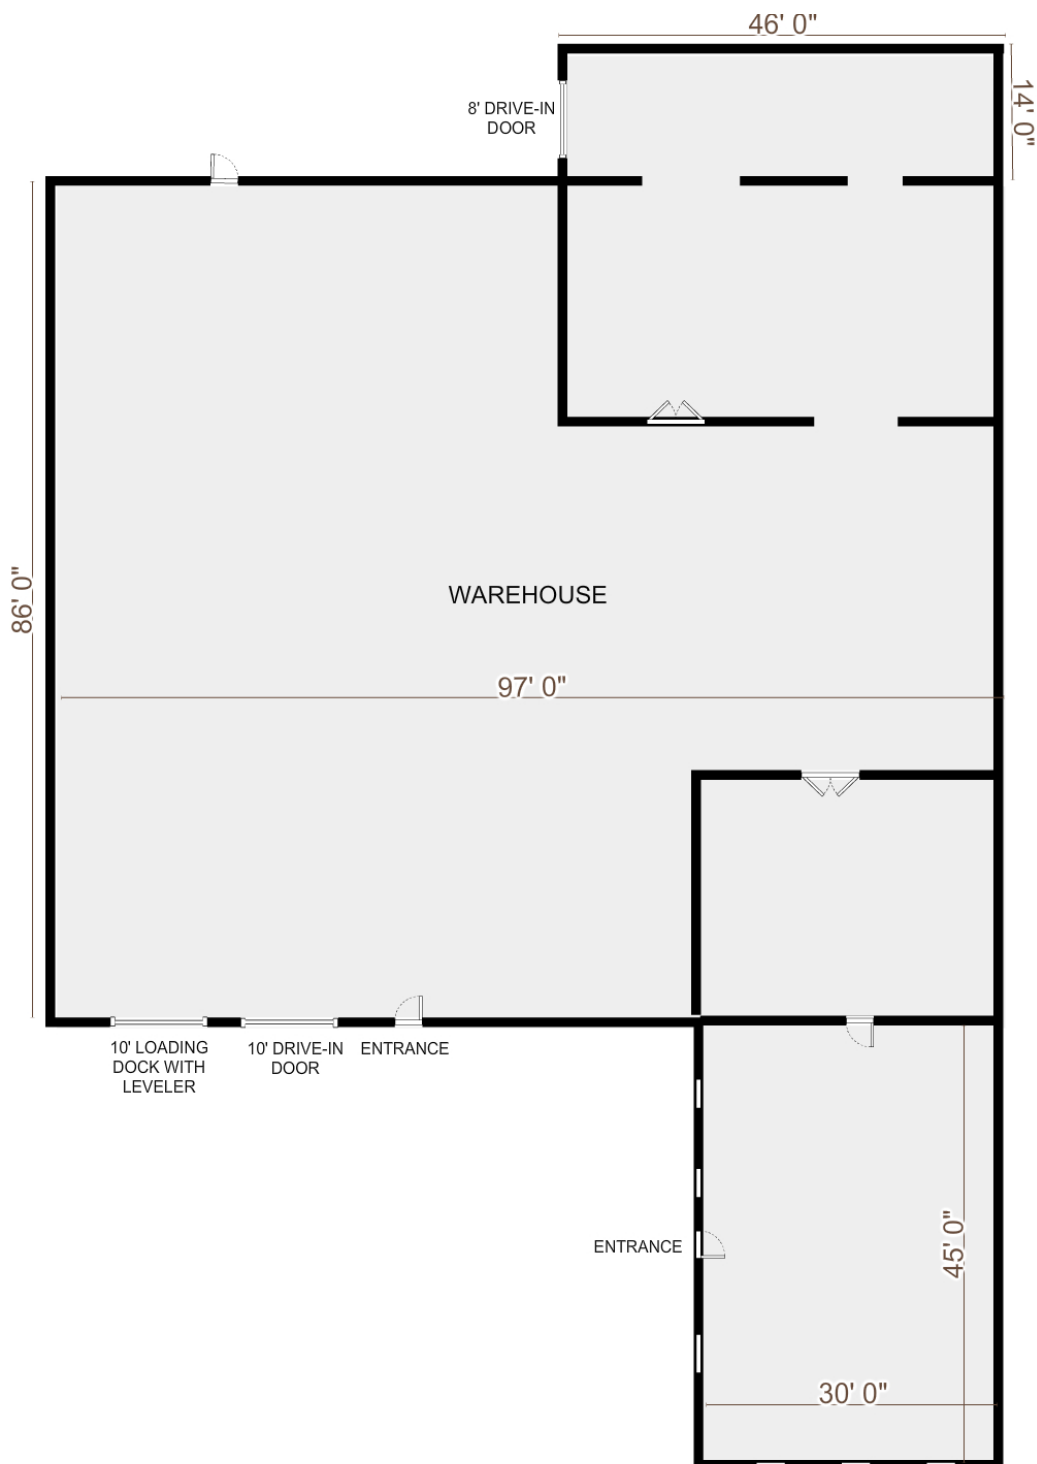 46' 0"
14' 0"
8' DRIVE-IN
DOOR
86' 0"
WAREHOUSE
97' 0"
10' LOADING
DOCK WITH
LEVELER
10' DRIVE-IN
DOOR
ENTRANCE
ENTRANCE
45' 0"
30' 0"